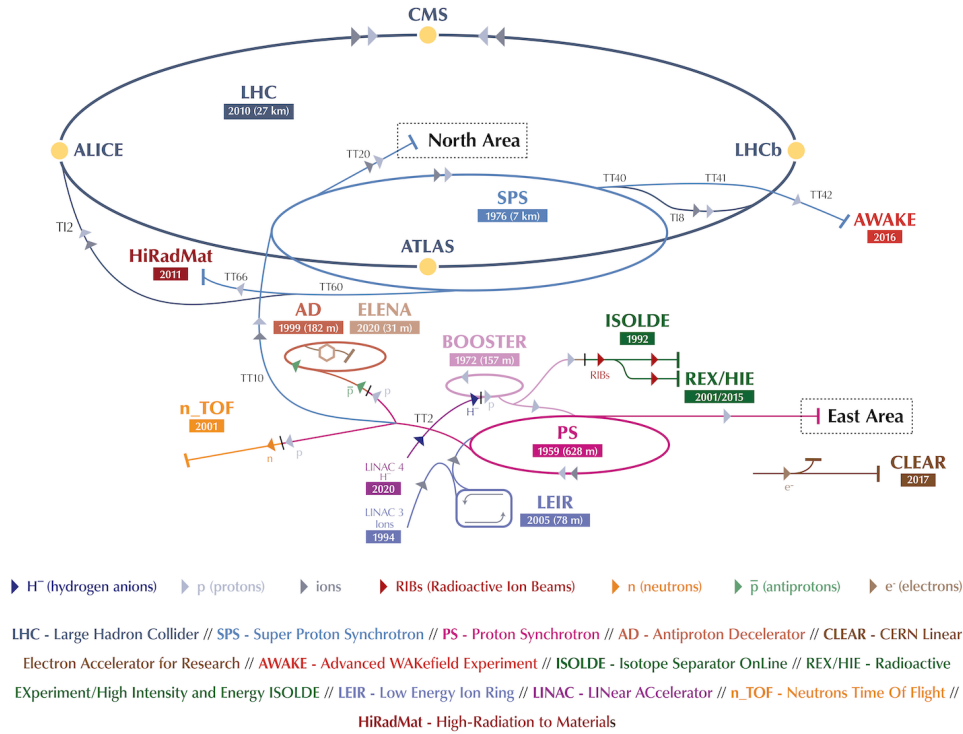 CMS
LHC
2010 (27 km)
North Area
ALICE
TT20
LHCb
TT40
TT41
TT42
SPS
1976 (7 km)
TI8
AWAKE
2016
TI2
ATLAS
HiRadMat
2011
TT66
TT60
AD
1999 (182 m)
ELENA
2020 (31 m)
ISOLDE
1992
BOOSTER
1972 (157 m)
RIBs
REX/HIE
2001/2015
TT10
p̅
p
H⁻
p
n_TOF
2001
TT2
East Area
PS
1959 (628 m)
n
p
LINAC 4
H⁻
2020
CLEAR
2017
e⁻
LEIR
2005 (78 m)
LINAC 3
Ions
1994
H⁻ (hydrogen anions)
p (protons)
ions
RIBs (Radioactive Ion Beams)
n (neutrons)
p̅ (antiprotons)
e⁻ (electrons)
LHC - Large Hadron Collider // SPS - Super Proton Synchrotron // PS - Proton Synchrotron // AD - Antiproton Decelerator // CLEAR - CERN Linear
Electron Accelerator for Research // AWAKE - Advanced WAKefield Experiment // ISOLDE - Isotope Separator OnLine // REX/HIE - Radioactive
EXperiment/High Intensity and Energy ISOLDE // LEIR - Low Energy Ion Ring // LINAC - LINear ACcelerator // n_TOF - Neutrons Time Of Flight //
HiRadMat - High-Radiation to Materials